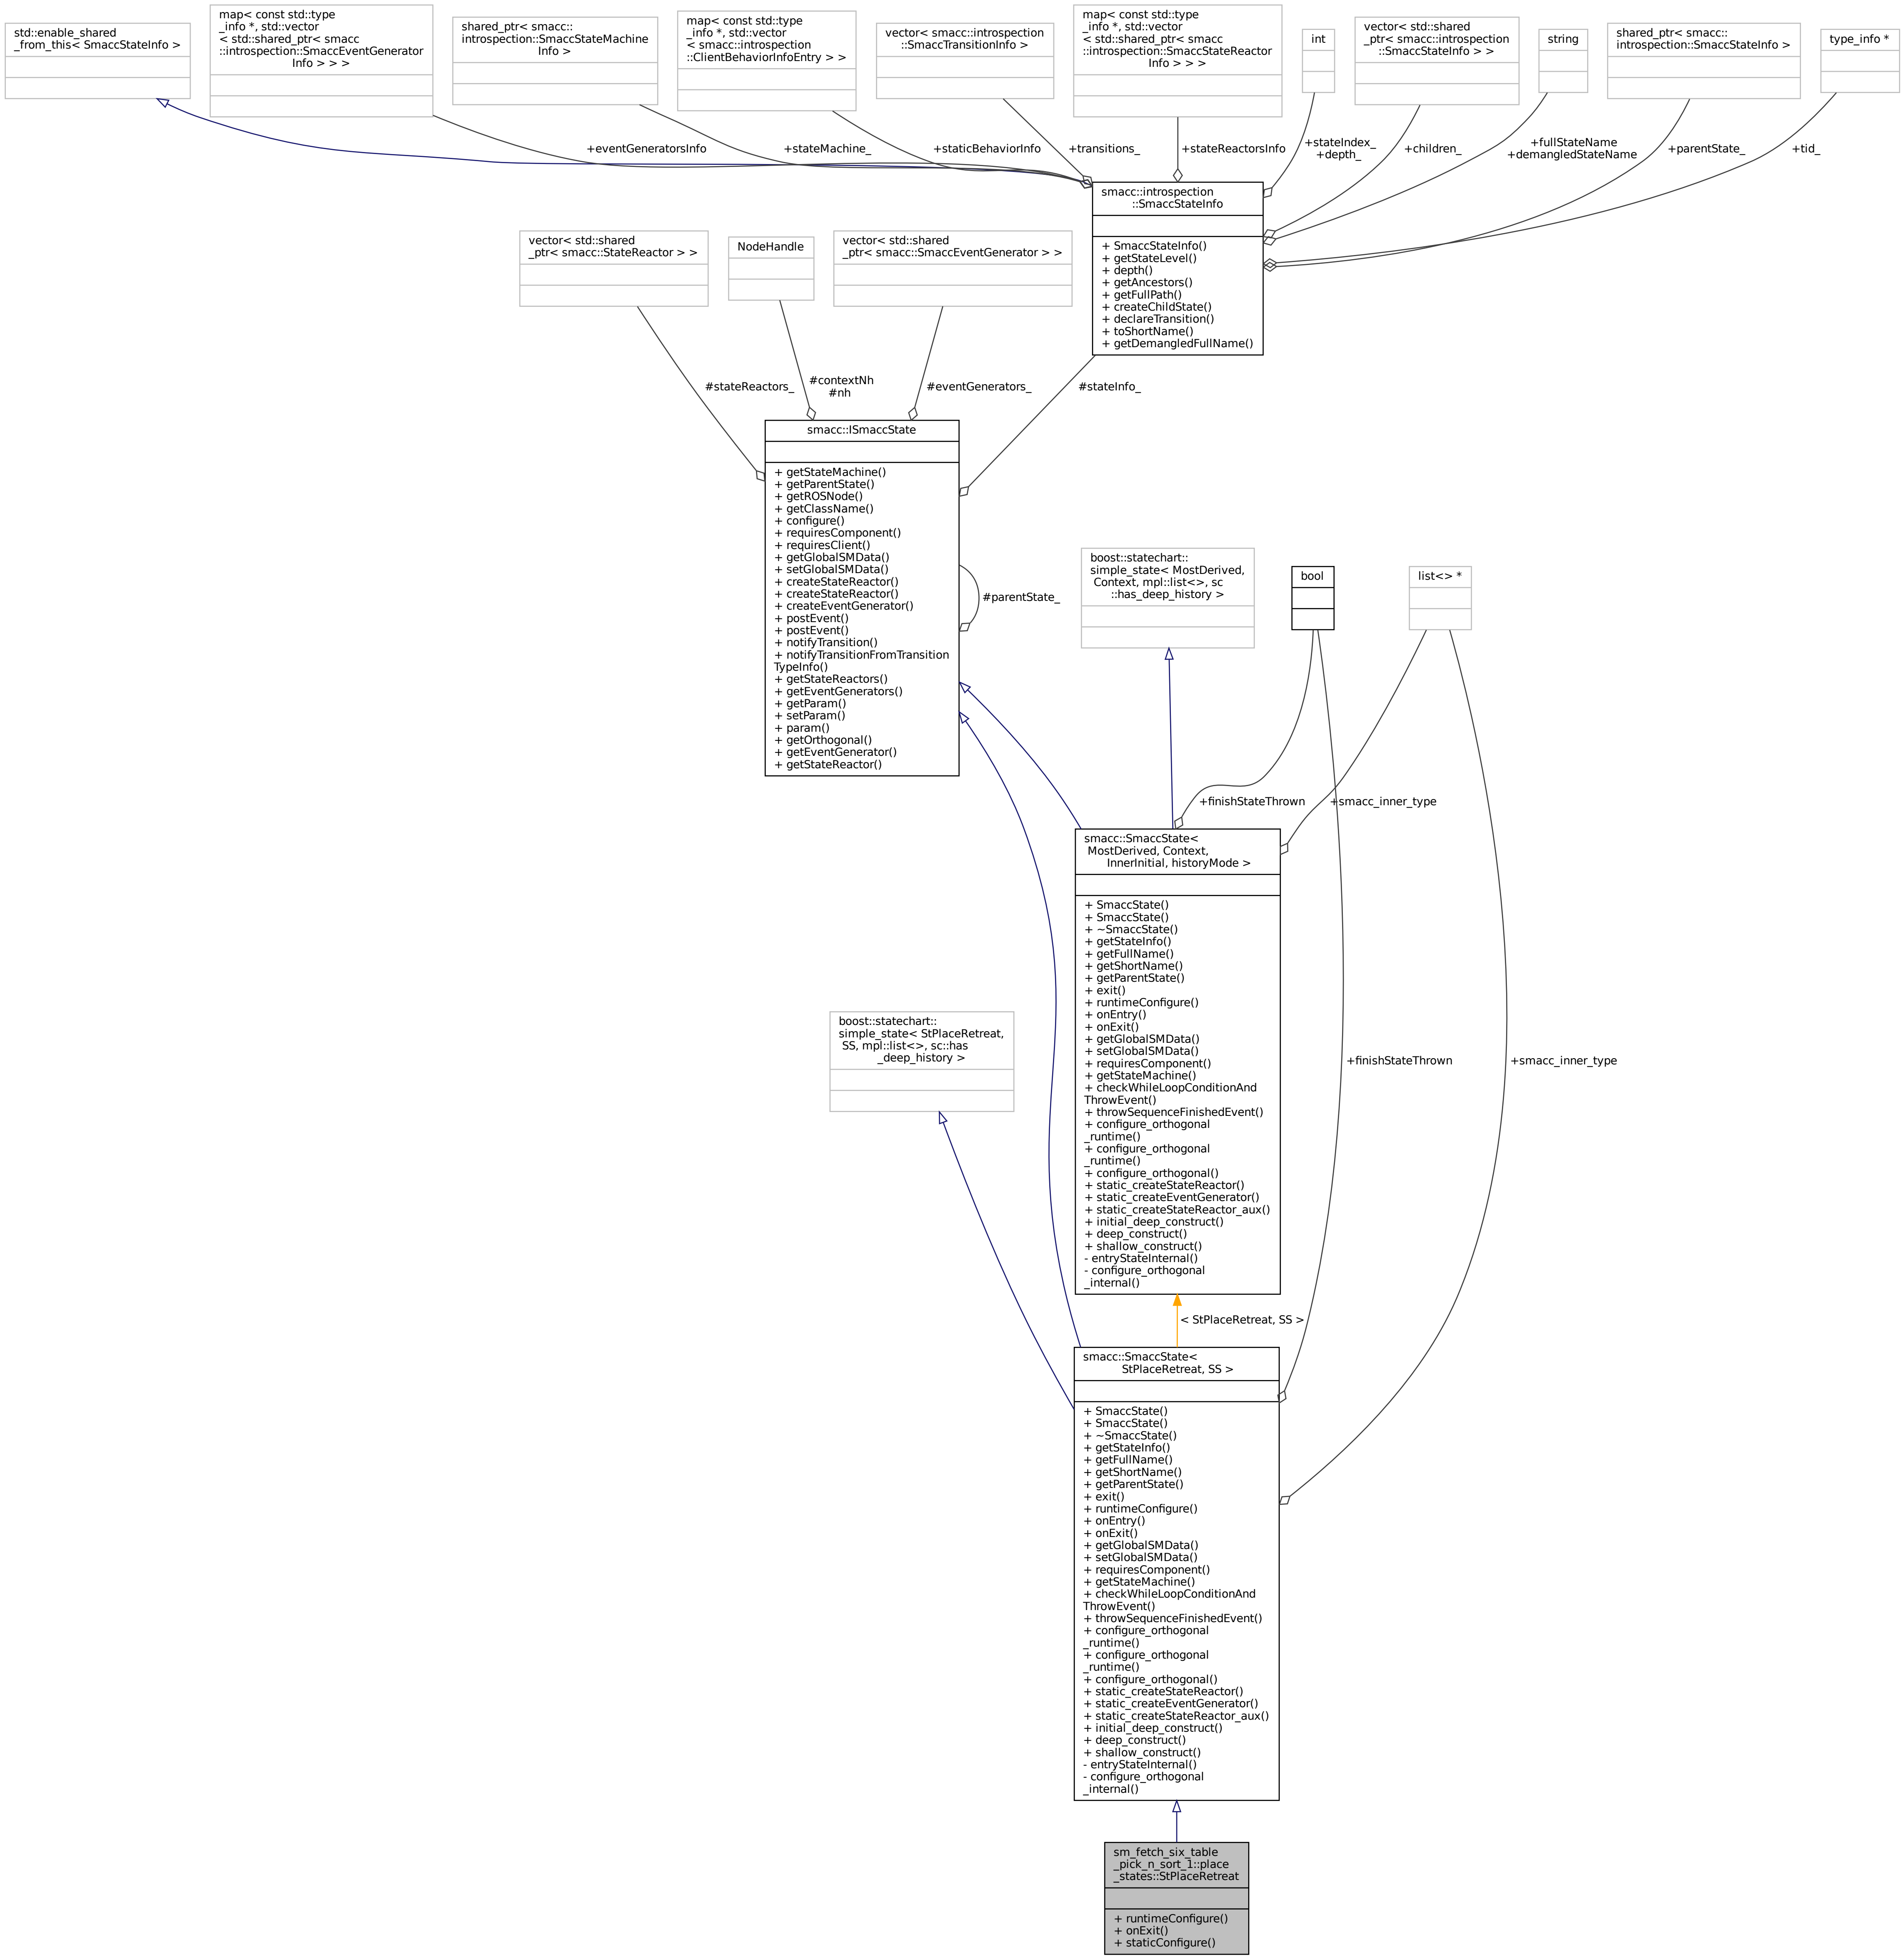 std::enable_shared
_from_this< SmaccStateInfo >
map< const std::type
_info *, std::vector
< std::shared_ptr< smacc
::introspection::SmaccEventGenerator
Info > > >
shared_ptr< smacc::
introspection::SmaccStateMachine
Info >
map< const std::type
_info *, std::vector
< smacc::introspection
::ClientBehaviorInfoEntry > >
vector< smacc::introspection
::SmaccTransitionInfo >
map< const std::type
_info *, std::vector
< std::shared_ptr< smacc
::introspection::SmaccStateReactor
Info > > >
int
vector< std::shared
_ptr< smacc::introspection
::SmaccStateInfo > >
string
shared_ptr< smacc::
introspection::SmaccStateInfo >
type_info *
+eventGeneratorsInfo
+stateMachine_
+staticBehaviorInfo
+transitions_
+stateReactorsInfo
+stateIndex_
+depth_
+children_
+fullStateName
+demangledStateName
+parentState_
+tid_
smacc::introspection
::SmaccStateInfo
+ SmaccStateInfo()
+ getStateLevel()
+ depth()
+ getAncestors()
+ getFullPath()
+ createChildState()
+ declareTransition()
+ toShortName()
+ getDemangledFullName()
vector< std::shared
_ptr< smacc::StateReactor > >
NodeHandle
vector< std::shared
_ptr< smacc::SmaccEventGenerator > >
#stateReactors_
#contextNh
#nh
#eventGenerators_
#stateInfo_
smacc::ISmaccState
+ getStateMachine()
+ getParentState()
+ getROSNode()
+ getClassName()
+ configure()
+ requiresComponent()
+ requiresClient()
+ getGlobalSMData()
+ setGlobalSMData()
+ createStateReactor()
+ createStateReactor()
+ createEventGenerator()
+ postEvent()
+ postEvent()
+ notifyTransition()
+ notifyTransitionFromTransition
TypeInfo()
+ getStateReactors()
+ getEventGenerators()
+ getParam()
+ setParam()
+ param()
+ getOrthogonal()
+ getEventGenerator()
+ getStateReactor()
#parentState_
boost::statechart::
simple_state< MostDerived,
Context, mpl::list<>, sc
::has_deep_history >
bool
list<> *
+finishStateThrown
+smacc_inner_type
smacc::SmaccState<
MostDerived, Context,
InnerInitial, historyMode >
+ SmaccState()
+ SmaccState()
+ ~SmaccState()
+ getStateInfo()
+ getFullName()
+ getShortName()
+ getParentState()
+ exit()
+ runtimeConfigure()
+ onEntry()
+ onExit()
+ getGlobalSMData()
+ setGlobalSMData()
+ requiresComponent()
+ getStateMachine()
+ checkWhileLoopConditionAnd
ThrowEvent()
+ throwSequenceFinishedEvent()
+ configure_orthogonal
_runtime()
+ configure_orthogonal
_runtime()
+ configure_orthogonal()
+ static_createStateReactor()
+ static_createEventGenerator()
+ static_createStateReactor_aux()
+ initial_deep_construct()
+ deep_construct()
+ shallow_construct()
- entryStateInternal()
- configure_orthogonal
_internal()
boost::statechart::
simple_state< StPlaceRetreat,
SS, mpl::list<>, sc::has
_deep_history >
+finishStateThrown
+smacc_inner_type
< StPlaceRetreat, SS >
smacc::SmaccState<
StPlaceRetreat, SS >
+ SmaccState()
+ SmaccState()
+ ~SmaccState()
+ getStateInfo()
+ getFullName()
+ getShortName()
+ getParentState()
+ exit()
+ runtimeConfigure()
+ onEntry()
+ onExit()
+ getGlobalSMData()
+ setGlobalSMData()
+ requiresComponent()
+ getStateMachine()
+ checkWhileLoopConditionAnd
ThrowEvent()
+ throwSequenceFinishedEvent()
+ configure_orthogonal
_runtime()
+ configure_orthogonal
_runtime()
+ configure_orthogonal()
+ static_createStateReactor()
+ static_createEventGenerator()
+ static_createStateReactor_aux()
+ initial_deep_construct()
+ deep_construct()
+ shallow_construct()
- entryStateInternal()
- configure_orthogonal
_internal()
sm_fetch_six_table
_pick_n_sort_1::place
_states::StPlaceRetreat
+ runtimeConfigure()
+ onExit()
+ staticConfigure()